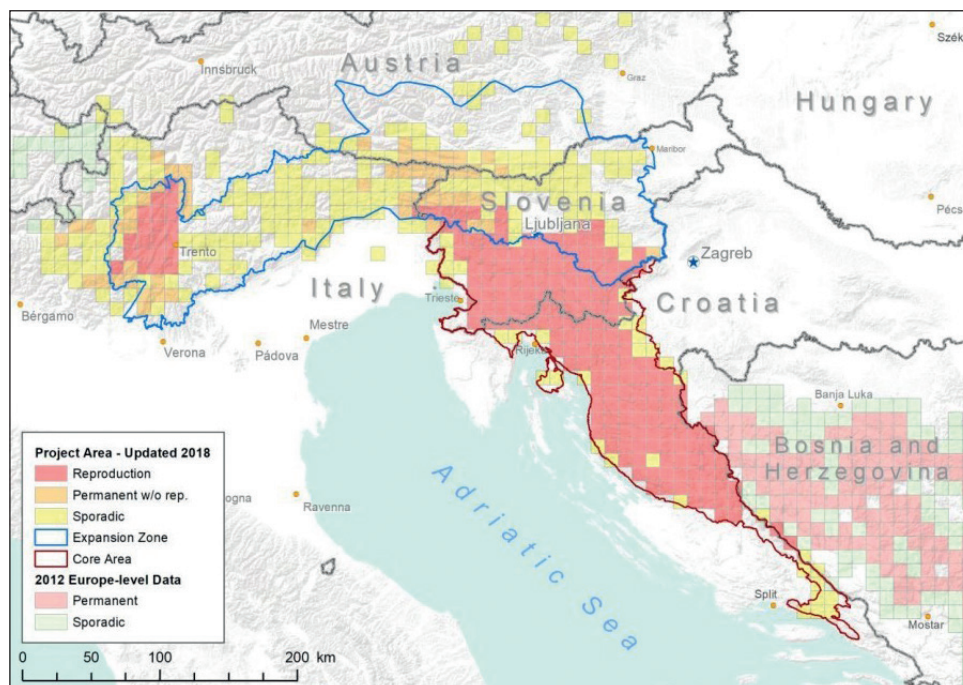 Innsbruck
Austria
Graz
Szék
Hungary
Maribor
Slovenia
Ljubljana
Pécs
Trento
Zagreb
Italy
Croatia
Trieste
Bérgamo
Mestre
Verona
Pádova
Rijeka
Banja Luka
Bosnia and
Herzegovina
Project Area - Updated 2018
Reproduction
Permanent w/o rep.
Sporadic
Expansion Zone
Core Area
2012 Europe-level Data
Permanent
Sporadic
ogna
Ravenna
Adriatic Sea
Split
Mostar
0 50 100 200 km